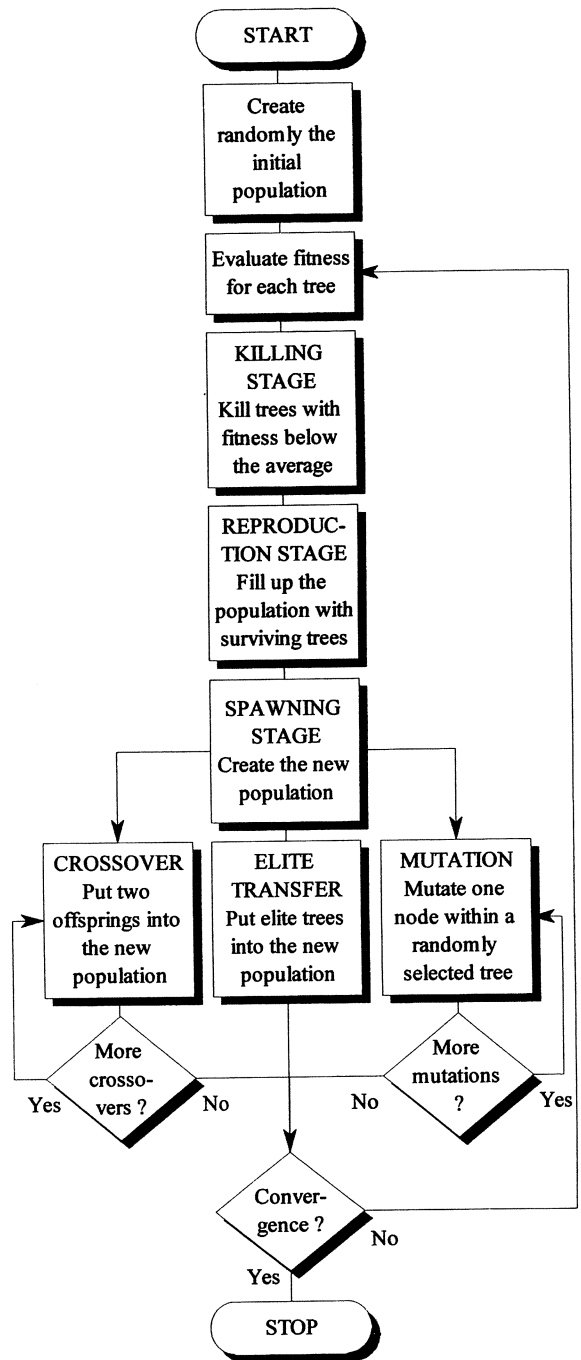 START
Create
randomly the
initial
population
Evaluate fitness
for each tree
KILLING
STAGE
Kill trees with
fitness below
the average
REPRODUC-
TION STAGE
Fill up the
population with
surviving trees
SPAWNING
STAGE
Create the new
population
CROSSOVER
Put two
offsprings into
the new
population
ELITE
TRANSFER
Put elite trees
into the new
population
MUTATION
Mutate one
node within a
randomly
selected tree
More
crosso-
vers ?
Yes
No
More
mutations
?
No
Yes
Conver-
gence ?
No
Yes
STOP